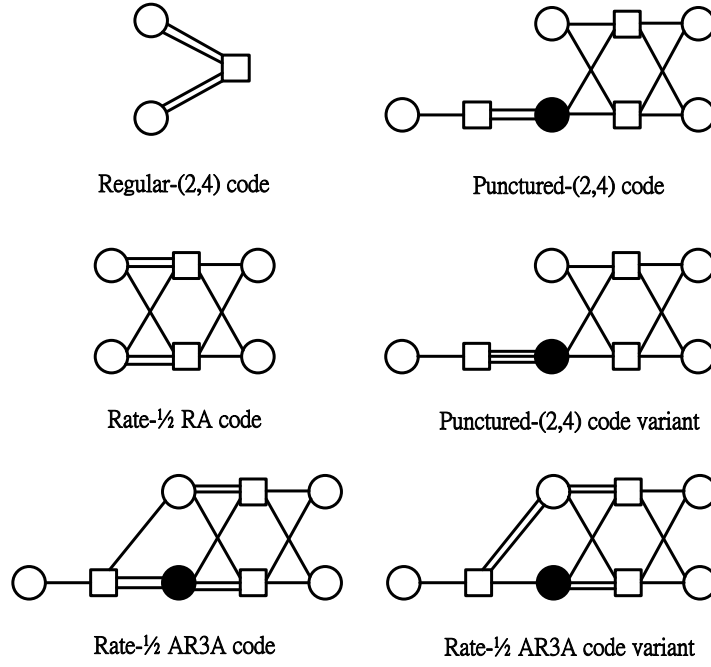 Regular-(2,4) code
Punctured-(2,4) code
Rate-½ RA code
Punctured-(2,4) code variant
Rate-½ AR3A code
Rate-½ AR3A code variant